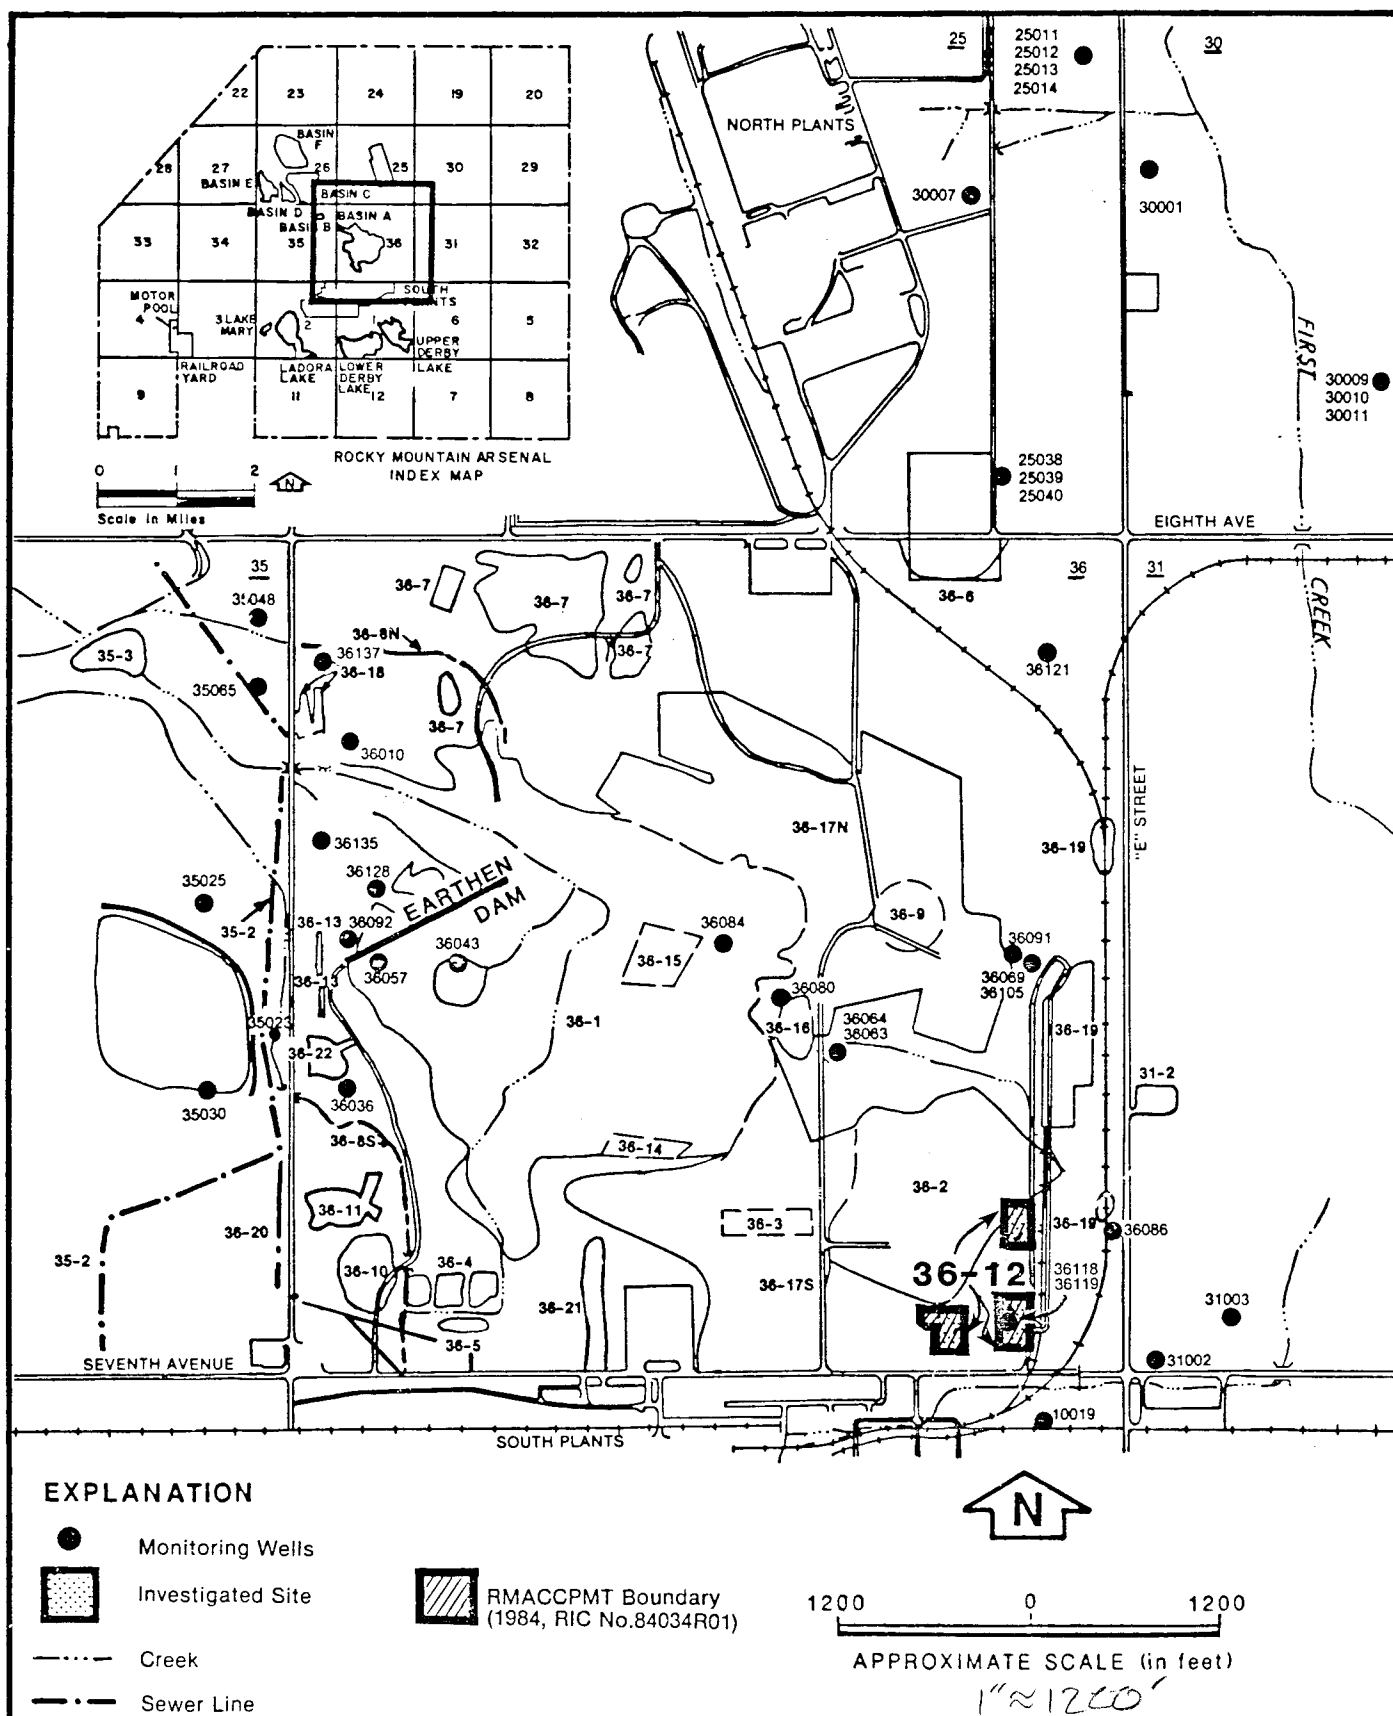 22
23
24
19
20
BASIN
F
28
27
26
25
30
29
BASIN E
BASIN C
BASIN D
BASIN A
BASIN B
33
34
35
36
31
32
SOUTH
PLANTS
MOTOR
POOL
4
3
LAKE
MARY
2
1
6
5
UPPER
DERBY
LAKE
RAILROAD
YARD
LADORA
LAKE
LOWER
DERBY
LAKE
9
11
12
7
8
ROCKY MOUNTAIN ARSENAL
INDEX MAP
0 1 2
N
Scale in Miles
25
25011
25012
25013
25014
30
NORTH PLANTS
30007
30001
FIRST
30009
30010
30011
25038
25039
25040
EIGHTH AVE
35
36
31
CREEK
35048
36-7
36-7
36-7
36-7
36-6
36-8N
36137
36-18
35-3
35065
36-7
36121
36010
"E" STREET
36135
36-17N
36-19
36128
EARTHEN
DAM
35025
35-2
36-13
36092
36043
36084
36-9
36091
36057
36-15
36069
36105
36-13
36080
35023
36-22
36-1
36-16
36064
36063
36-19
31-2
35030
36036
36-8S
36-14
36-2
36-11
36-3
36-19
36086
36-20
35-2
36-10
36-4
36-12
36118
36119
36-17S
36-21
31003
36-5
SEVENTH AVENUE
31002
10019
SOUTH PLANTS
EXPLANATION
N
Monitoring Wells
Investigated Site
RMACCPMT Boundary
(1984, RIC No.84034R01)
1200 0 1200
Creek
APPROXIMATE SCALE (in feet)
Sewer Line
1"≈1200'